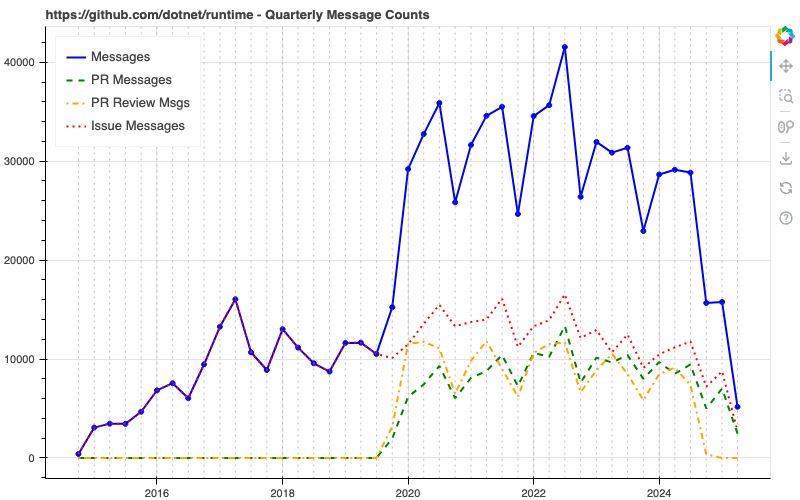 https://github.com/dotnet/runtime - Quarterly Message Counts
Messages
PR Messages
PR Review Msgs
Issue Messages
40000
30000
20000
10000
0
2016 2018 2020 2022 2024